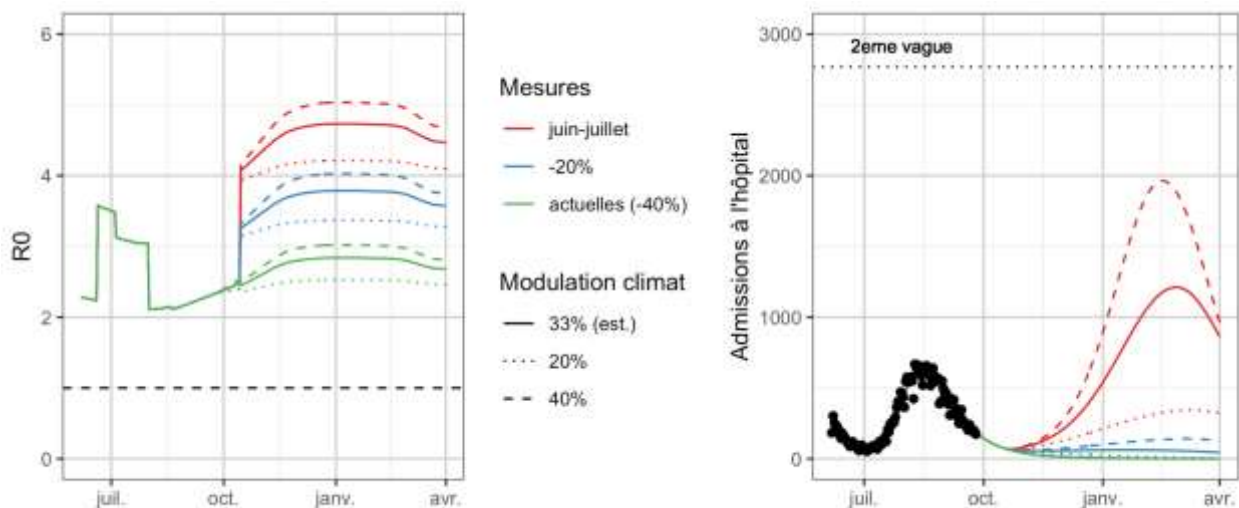 6
4
2
0
R0
juil.
oct.
janv.
avr.
Mesures
juin-juillet
-20%
actuelles (-40%)
Modulation climat
33% (est.)
20%
40%
3000
2000
1000
0
Admissions à l'hôpital
2eme vague
juil.
oct.
janv.
avr.